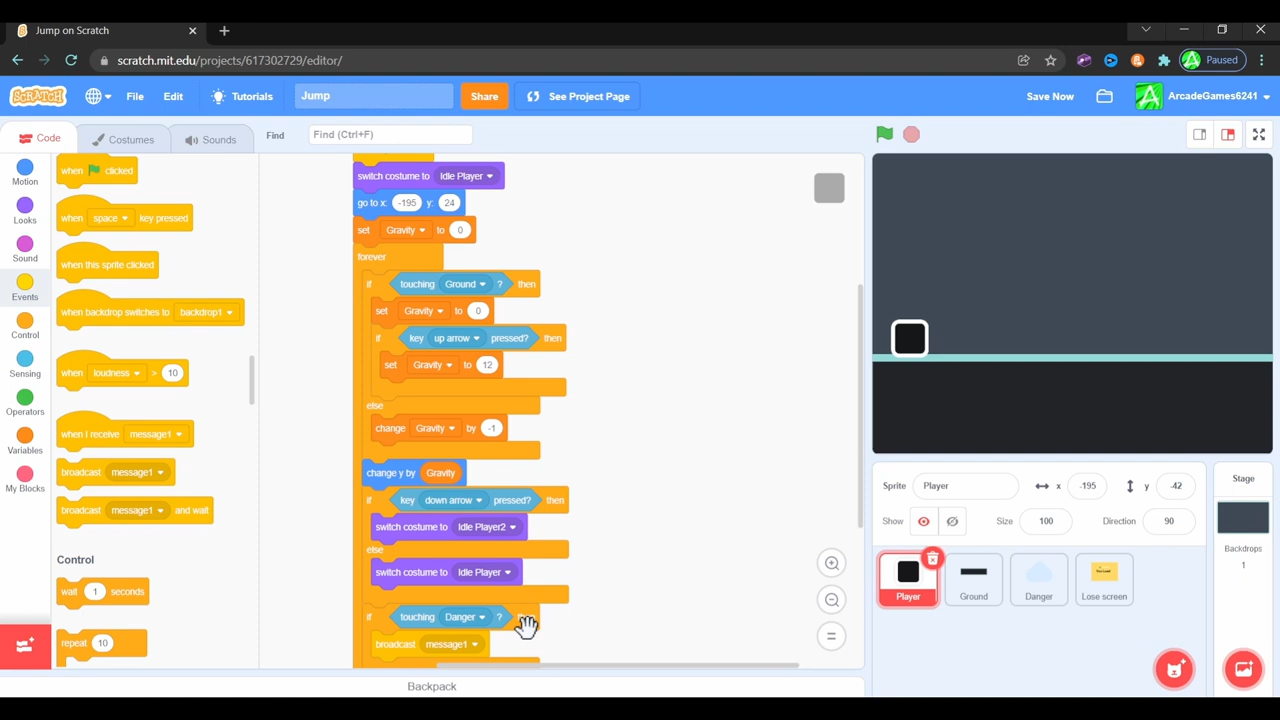 Jump on Scratch
scratch.mit.edu/projects/617302729/editor/
Paused
SCRATCH
File
Edit
Tutorials
Jump
Share
See Project Page
Save Now
ArcadeGames6241
Code
Costumes
Sounds
Find
Find (Ctrl+F)
Motion
Looks
Sound
Events
Control
Sensing
Operators
Variables
My Blocks
when clicked
when space key pressed
when this sprite clicked
when backdrop switches to backdrop1
when loudness > 10
when I receive message1
broadcast message1
broadcast message1 and wait
Control
wait 1 seconds
repeat 10
switch costume to Idle Player
go to x: -195 y: 24
set Gravity to 0
forever
if touching Ground ? then
set Gravity to 0
if key up arrow pressed? then
set Gravity to 12
else
change Gravity by -1
change y by Gravity
if key down arrow pressed? then
switch costume to Idle Player2
else
switch costume to Idle Player
if touching Danger ?
broadcast message1
Backpack
Sprite
Player
x -195
y -42
Show
Size 100
Direction 90
Player
Ground
Danger
Lose screen
Stage
Backdrops
1